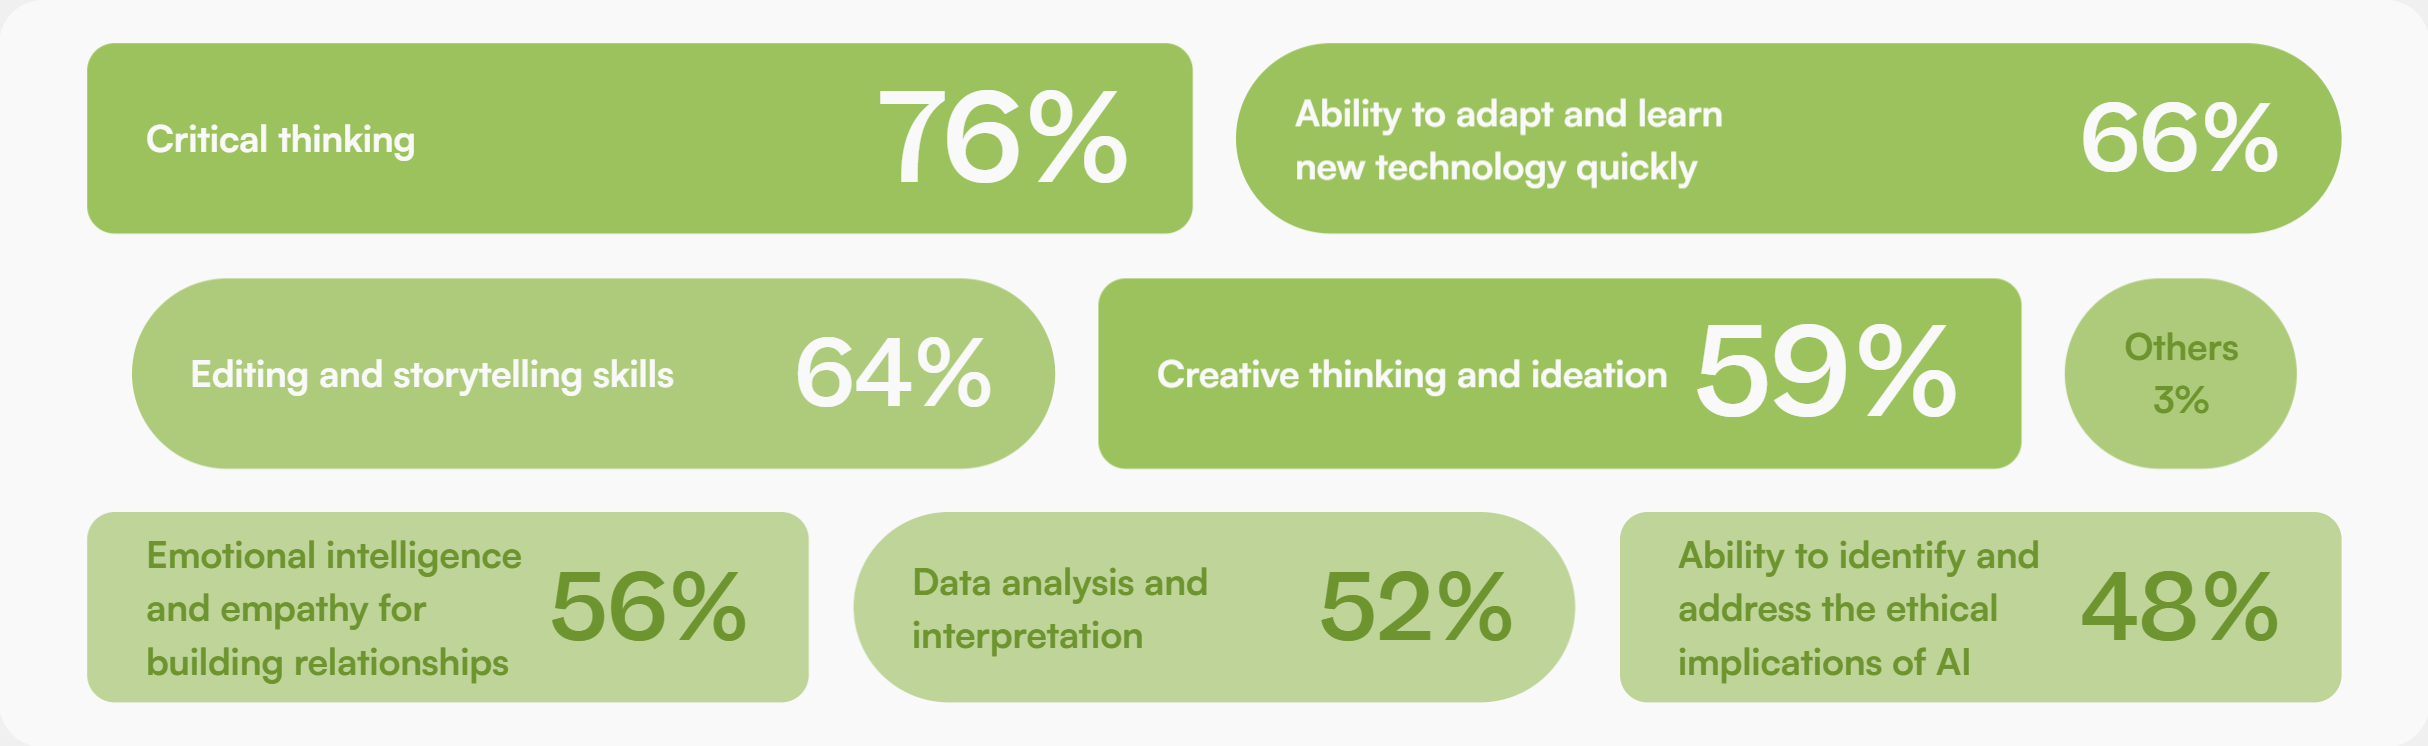 Critical thinking
76%
Ability to adapt and learn
new technology quickly
66%
Editing and storytelling skills
64%
Creative thinking and ideation
59%
Others
3%
Emotional intelligence
and empathy for
building relationships
56%
Data analysis and
interpretation
52%
Ability to identify and
address the ethical
implications of AI
48%